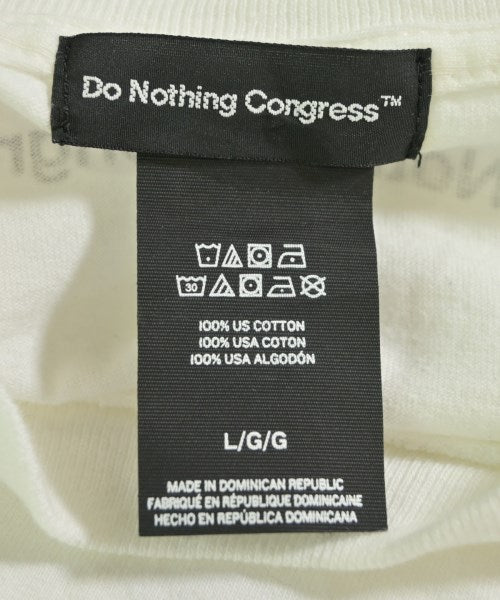 Do Nothing Congress™
30
100% US COTTON
100% USA COTON
100% USA ALGODÓN
L/G/G
MADE IN DOMINICAN REPUBLIC
FABRIQUÉ EN RÉPUBLIQUE DOMINICAINE
HECHO EN REPÚBLICA DOMINICANA